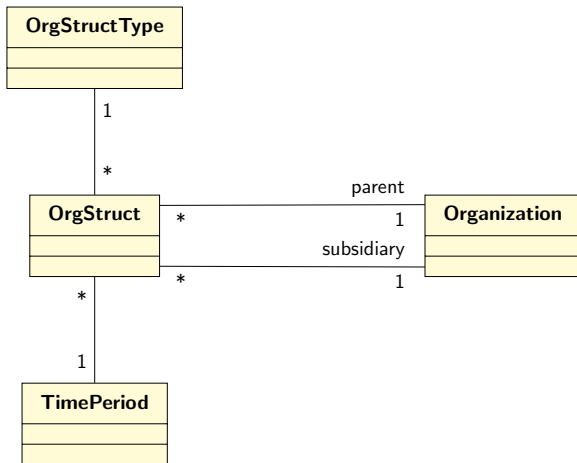 OrgStructType
1
*
parent
OrgStruct
*
1
Organization
subsidiary
*
1
*
1
TimePeriod